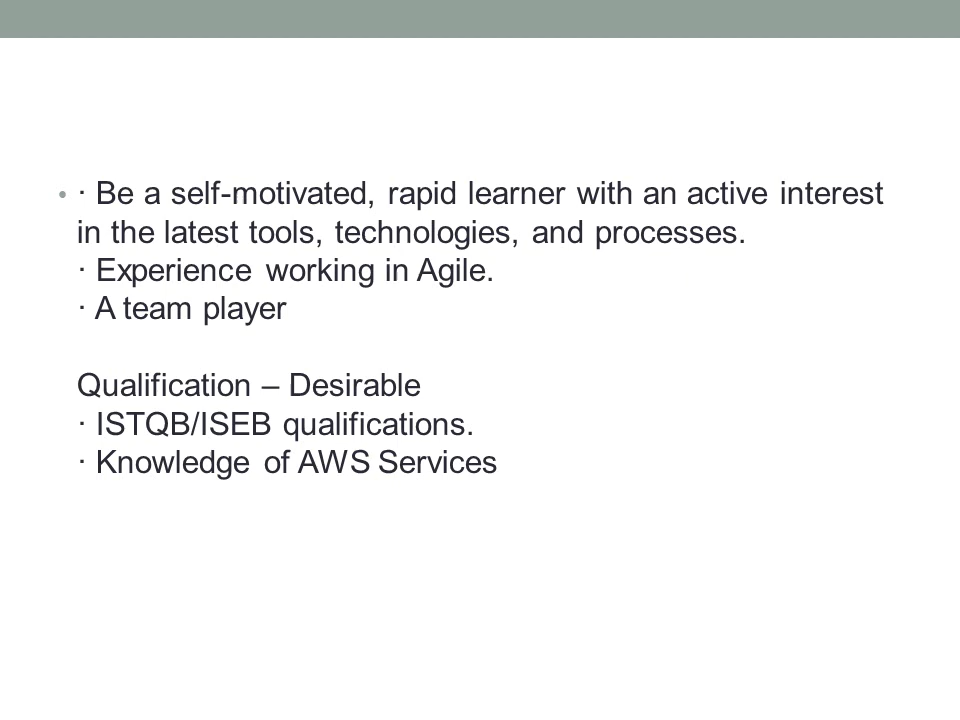 • · Be a self-motivated, rapid learner with an active interest
in the latest tools, technologies, and processes.
· Experience working in Agile.
· A team player
Qualification – Desirable
· ISTQB/ISEB qualifications.
· Knowledge of AWS Services